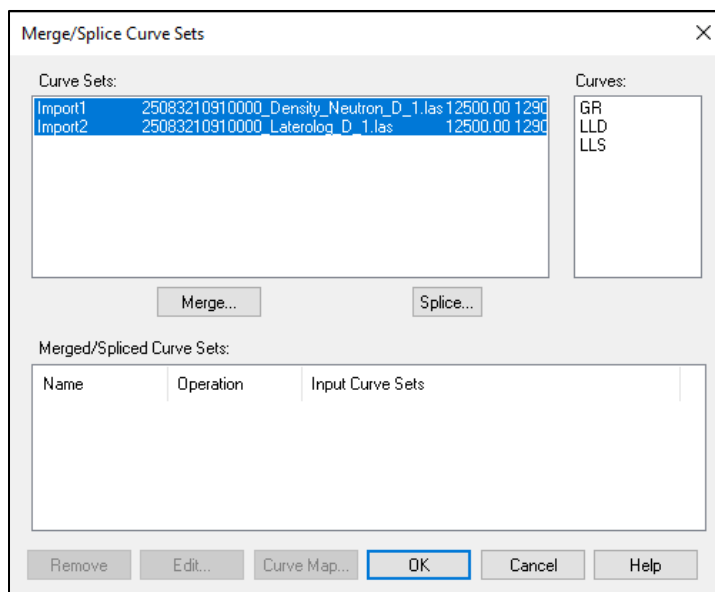 Merge/Splice Curve Sets
Curve Sets:
Curves:
Import1 25083210910000_Density_Neutron_D_1.las 12500.00 1290
Import2 25083210910000_Laterolog_D_1.las 12500.00 1290
GR
LLD
LLS
Merge... Splice...
Merged/Spliced Curve Sets:
Name Operation Input Curve Sets
Remove Edit... Curve Map... OK Cancel Help